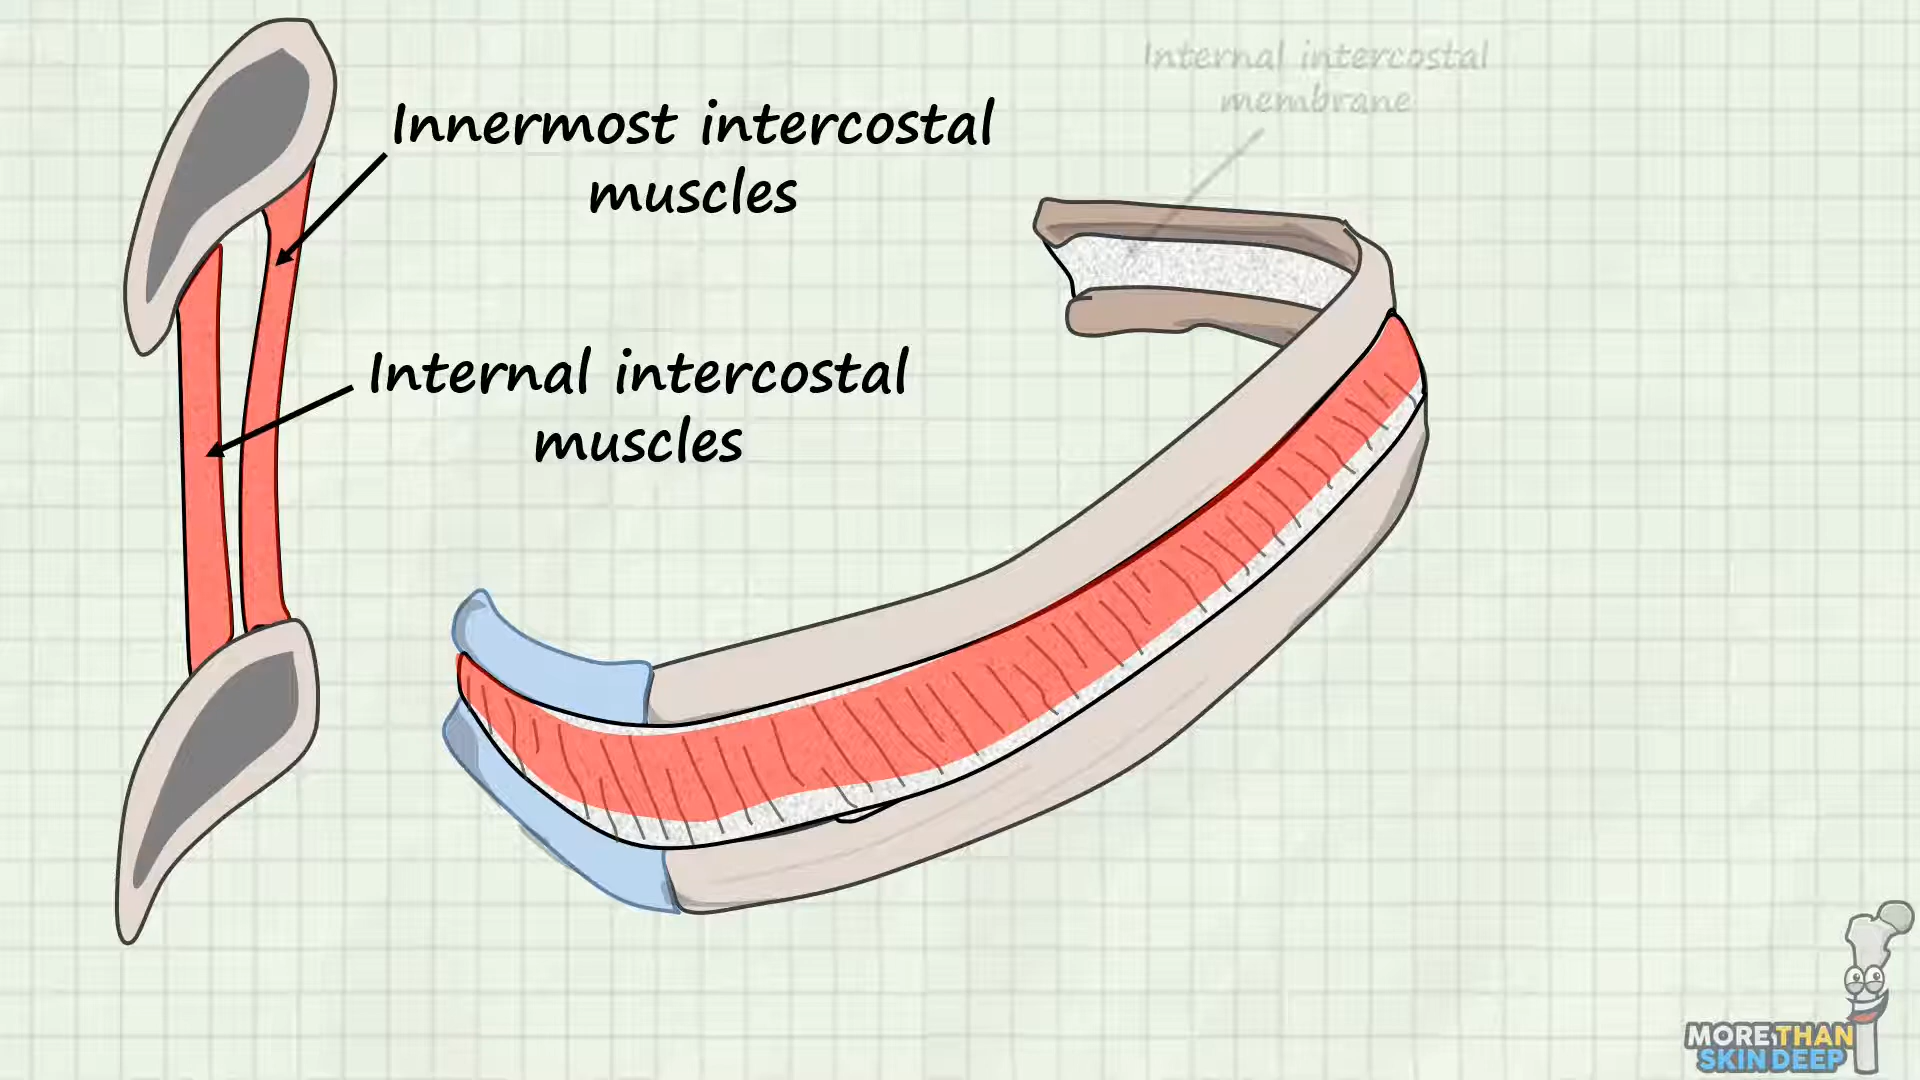 Internal intercostal
membrane
Innermost intercostal
muscles
Internal intercostal
muscles
MORE THAN
SKIN DEEP